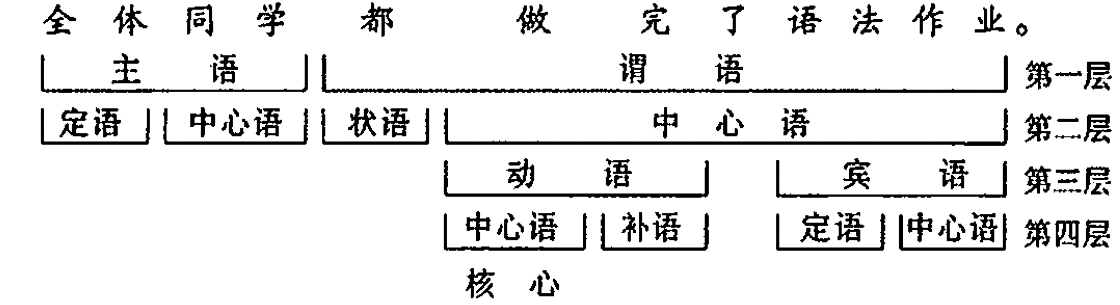 全体同学都做完了语法作业。
主语 谓语 第一层
定语 中心语 状语 中心语 第二层
动语 宾语 第三层
中心语 补语 定语 中心语 第四层
核心